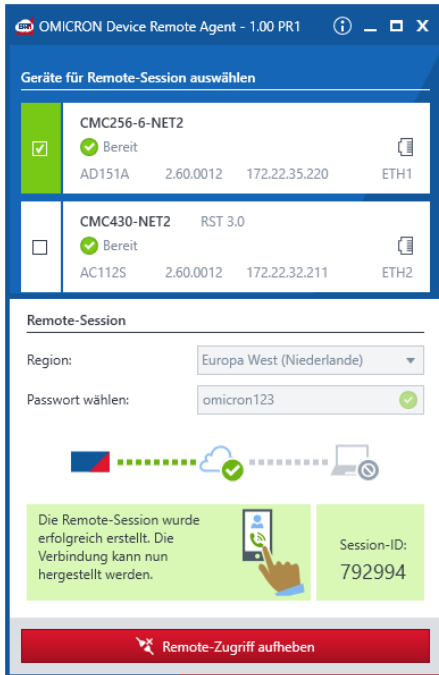 OMICRON Device Remote Agent - 1.00 PR1
Geräte für Remote-Session auswählen
CMC256-6-NET2
Bereit
AD151A 2.60.0012 172.22.35.220 ETH1
CMC430-NET2 RST 3.0
Bereit
AC112S 2.60.0012 172.22.32.211 ETH2
Remote-Session
Region: Europa West (Niederlande)
Passwort wählen: omicron123
Die Remote-Session wurde
erfolgreich erstellt. Die
Verbindung kann nun
hergestellt werden.
Session-ID:
792994
Remote-Zugriff aufheben